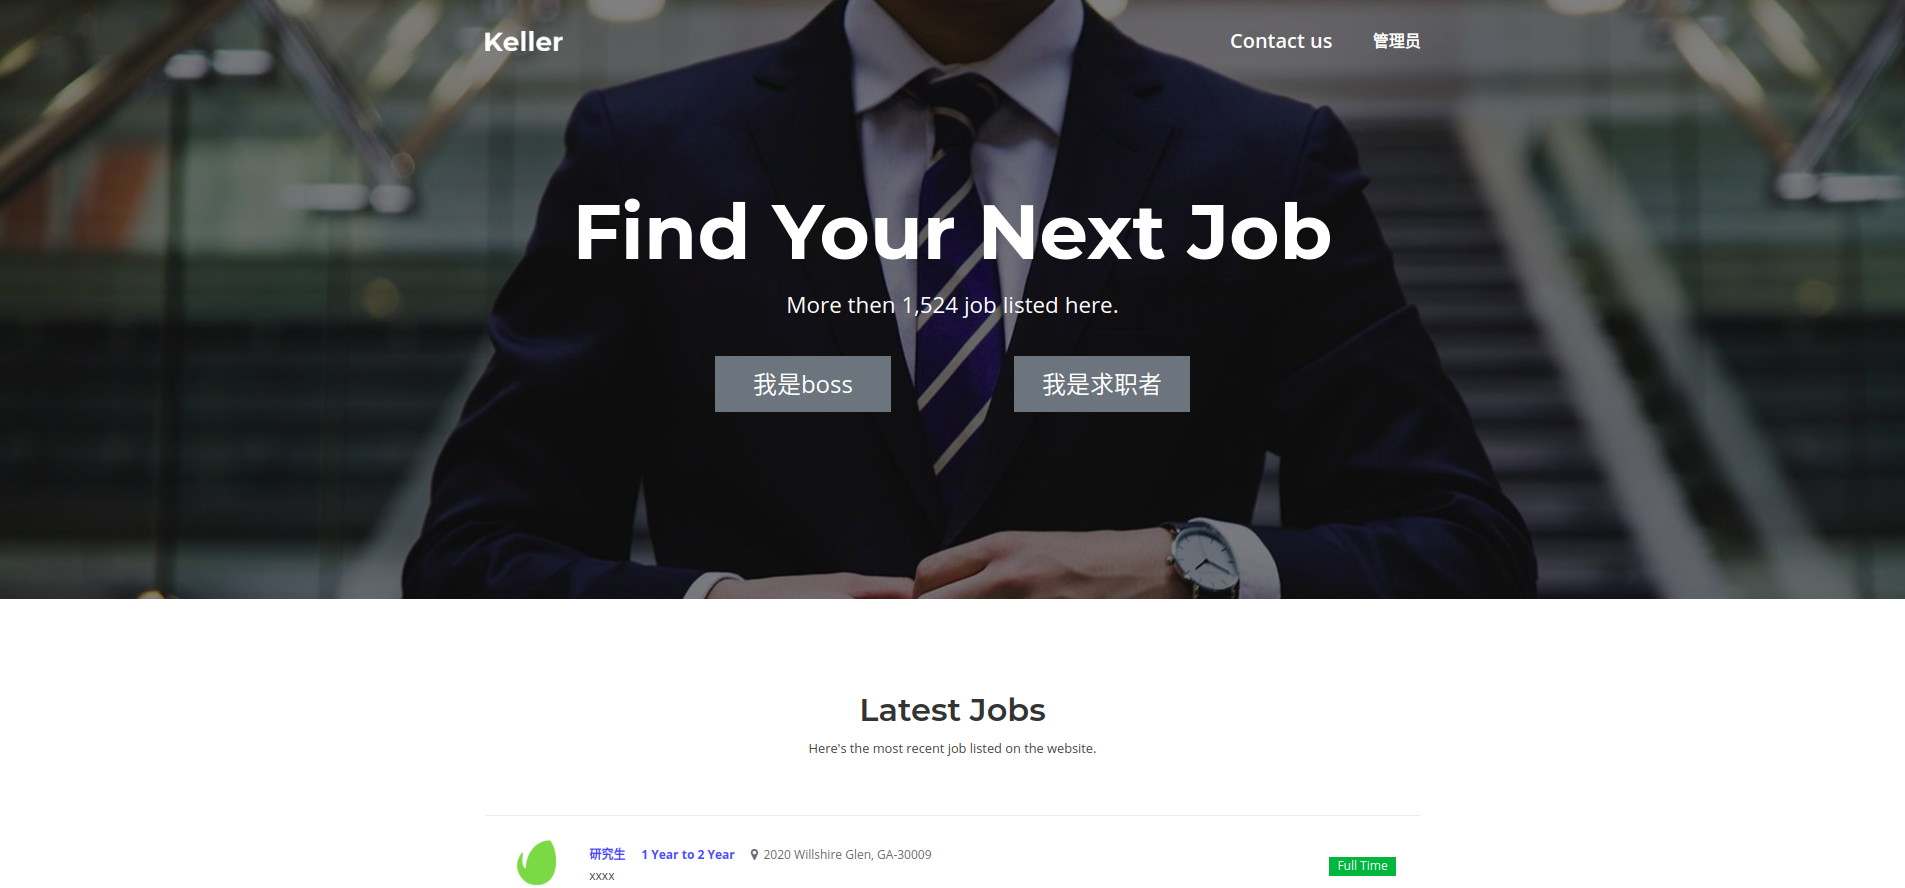 Keller
Contact us
管理员
Find Your Next Job
More then 1,524 job listed here.
我是boss
我是求职者
Latest Jobs
Here's the most recent job listed on the website.
研究生 1 Year to 2 Year 2020 Willshire Glen, GA-30009
xxxx
Full Time